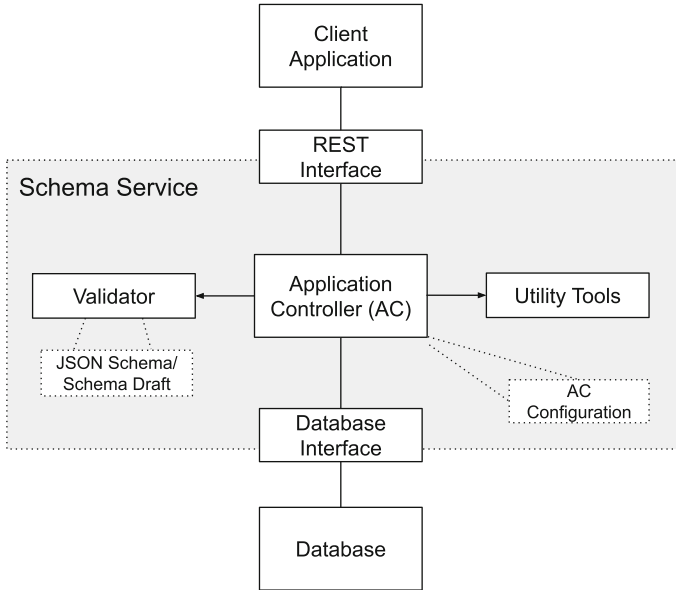 Client
Application
REST
Interface
Schema Service
Validator
Application
Controller (AC)
Utility Tools
JSON Schema/
Schema Draft
AC
Configuration
Database
Interface
Database